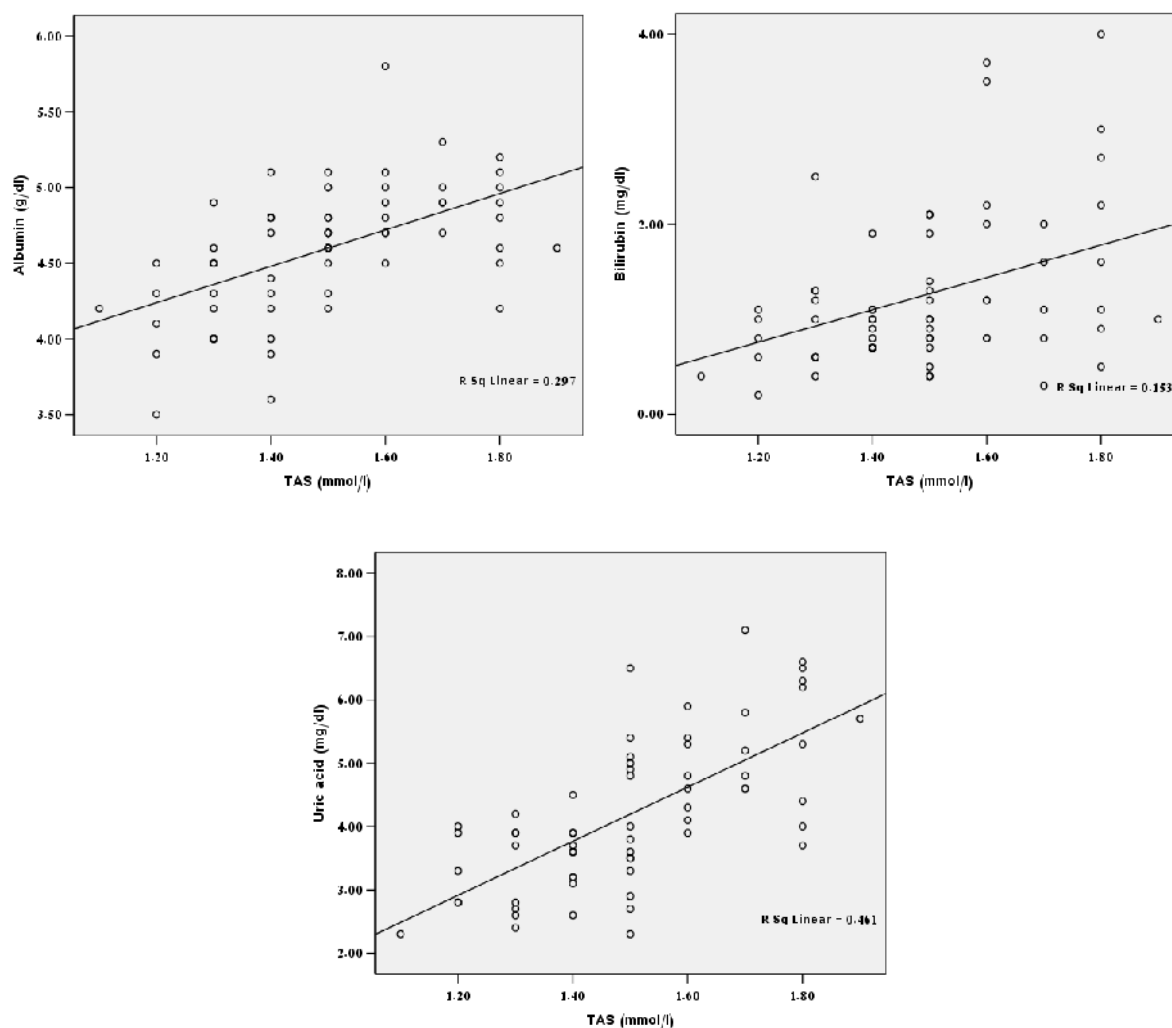 6.00
5.50
5.00
4.50
4.00
3.50
Albumin (g/dl)
R Sq Linear = 0.297
1.20 1.40 1.60 1.80
TAS (mmol/l)
4.00
2.00
0.00
Bilirubin (mg/dl)
R Sq Linear = 0.153
1.20 1.40 1.60 1.80
TAS (mmol/l)
8.00
7.00
6.00
5.00
4.00
3.00
2.00
Uric acid (mg/dl)
R Sq Linear = 0.461
1.20 1.40 1.60 1.80
TAS (mmol/l)